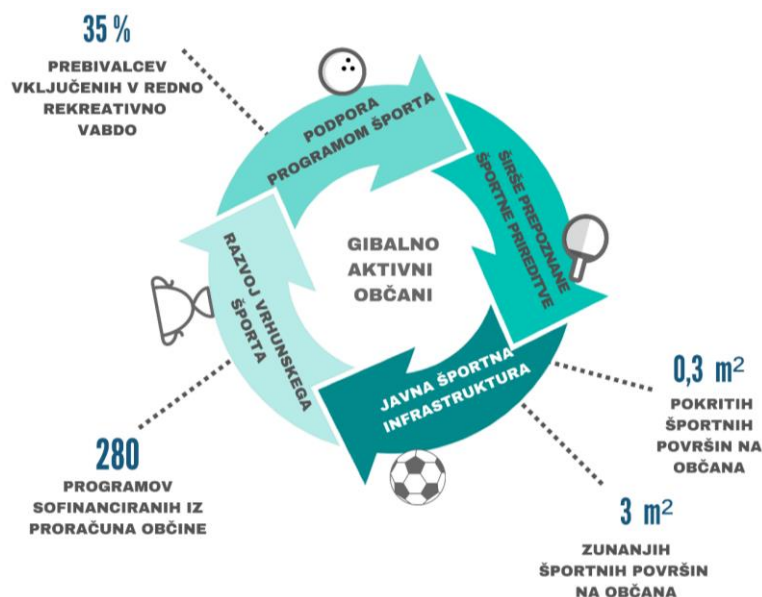 35 %
PREBIVALCEV
VKLJUČENIH V REDNO
REKREATIVNO
VABDO
PODPORA
PROGRAMOM ŠPORTA
ŠIRŠE PREPOZNANE
ŠPORTNE PRIREDITVE
GIBALNO
AKTIVNI
OBČANI
RAZVOJ VRHUNSKEGA
ŠPORTA
JAVNA ŠPORTNA
INFRASTRUKTURA
0,3 m²
POKRITIH
ŠPORTNIH
POVRŠIN NA
OBČANA
280
PROGRAMOV
SOFINANCIRANIH IZ
PRORAČUNA OBČINE
3 m²
ZUNANJIH
ŠPORTNIH POVRŠIN
NA OBČANA